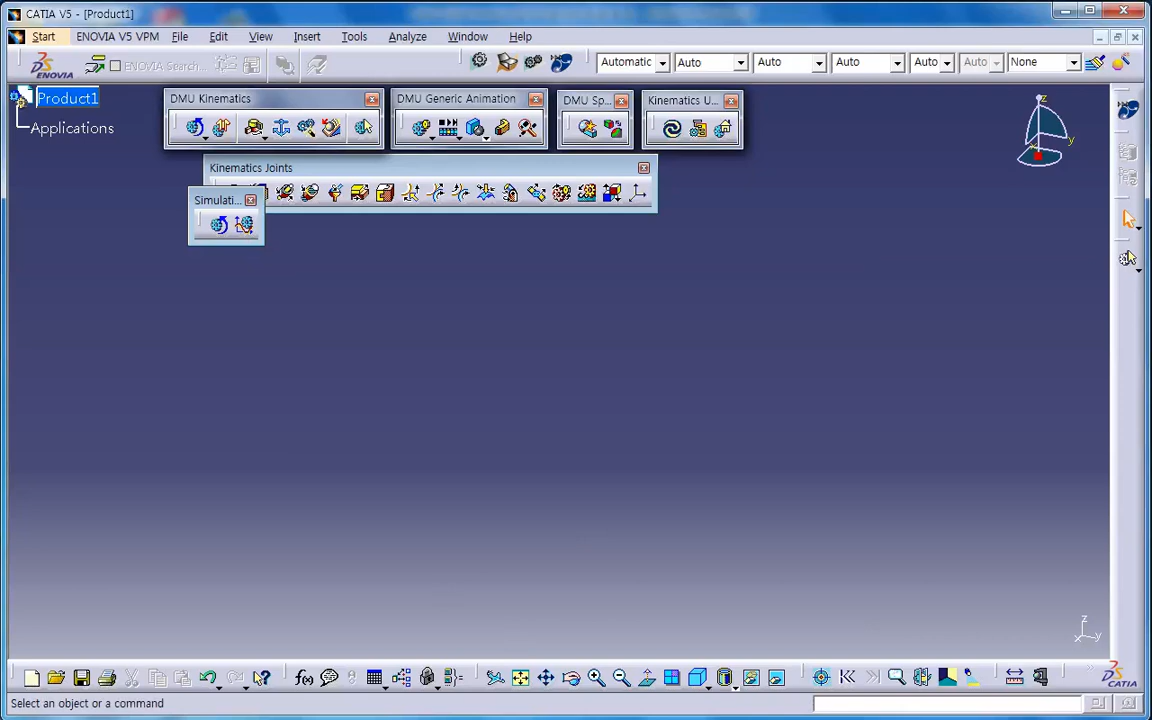 CATIA V5 - [Product1]
Start ENOVIA V5 VPM File Edit View Insert Tools Analyze Window Help
ENOVIA ENOVIA Search... Automatic Auto Auto Auto Auto Auto None
Product1
Applications
DMU Kinematics
DMU Generic Animation
DMU Sp...
Kinematics U...
Kinematics Joints
Simulati...
z
y
z
x
y
f(x)
CATIA
Select an object or a command